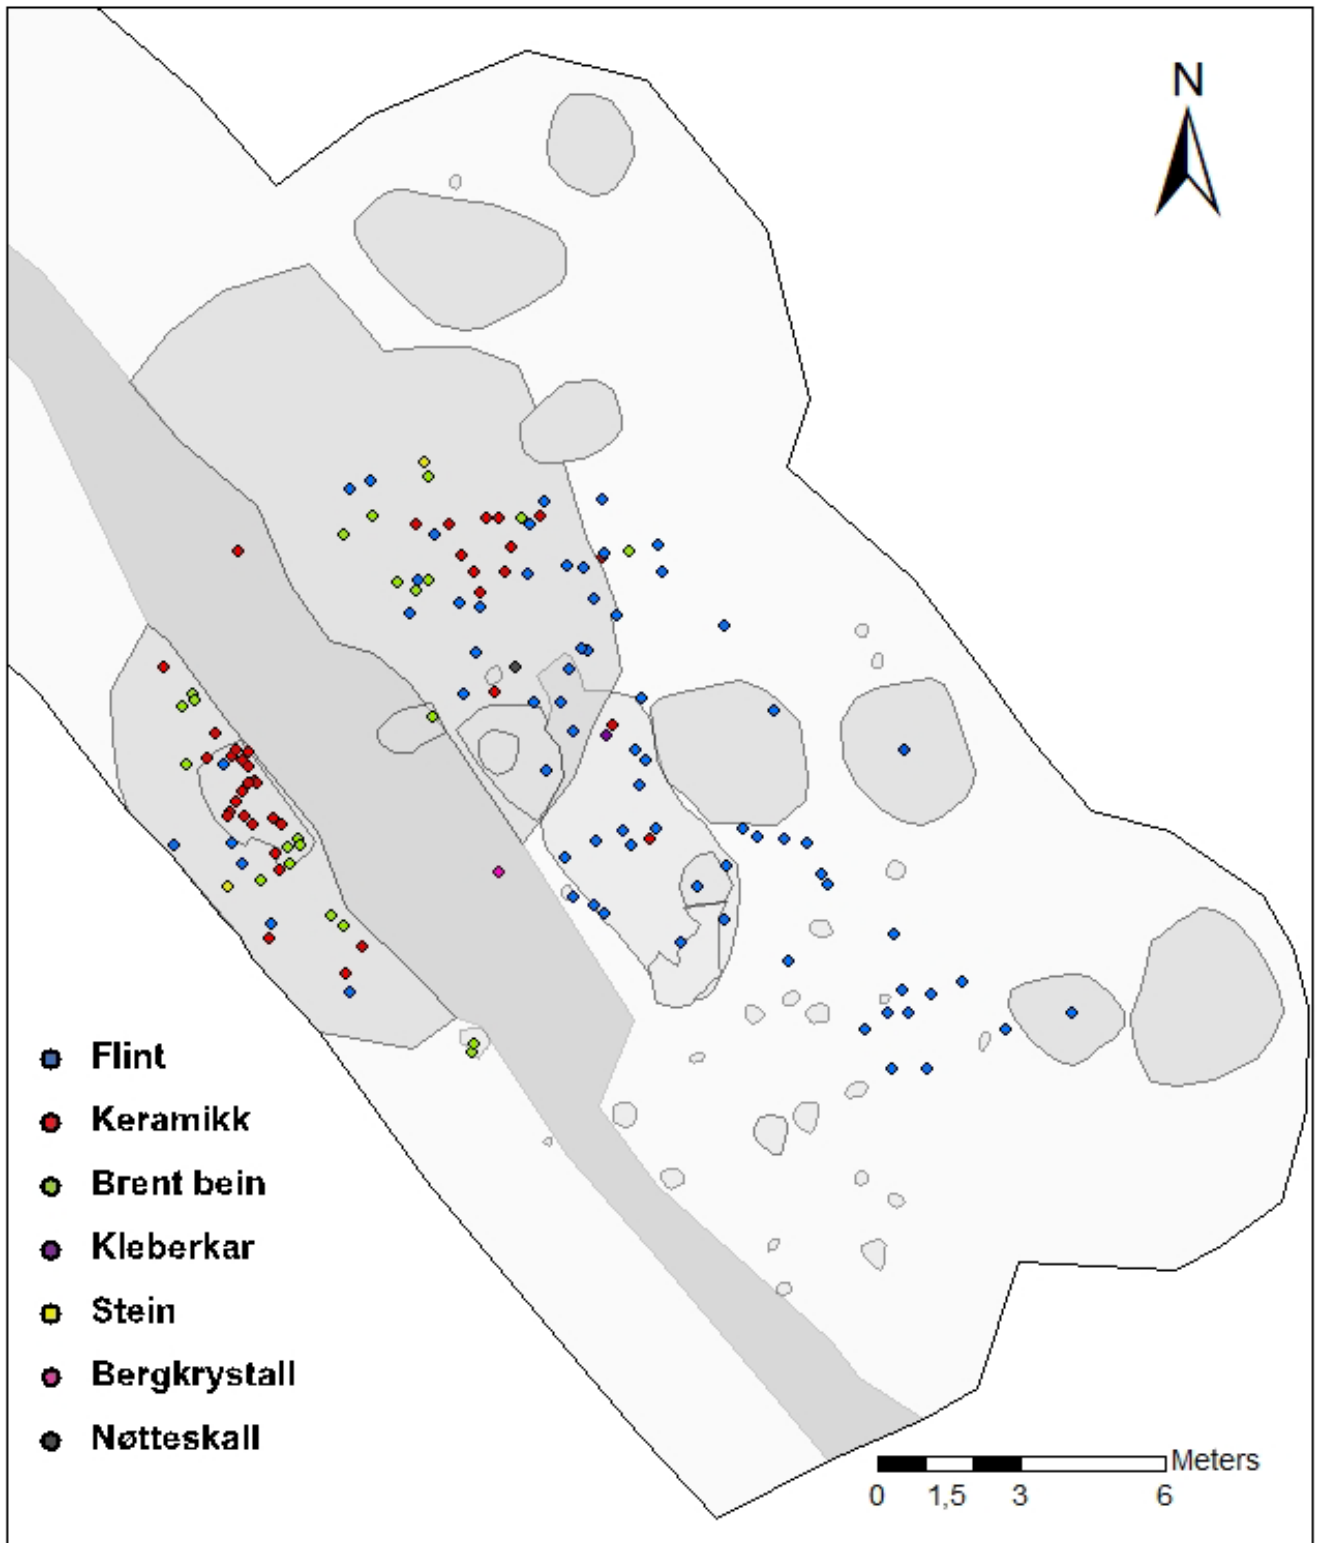 N
Flint
Keramikk
Brent bein
Kleberkar
Stein
Bergkrystall
Nøtteskall
Meters
0 1,5 3 6